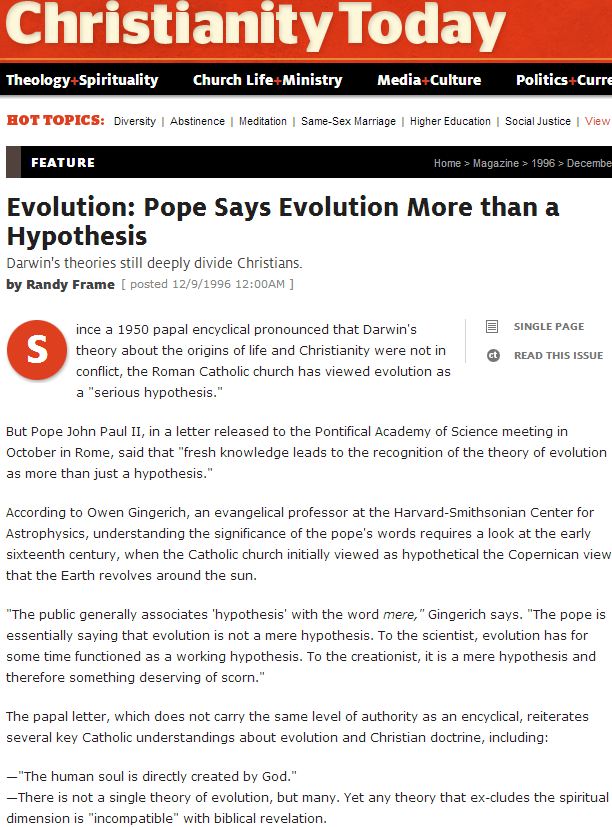 Christianity Today
Theology+Spirituality Church Life+Ministry Media+Culture Politics+Curre
HOT TOPICS: Diversity | Abstinence | Meditation | Same-Sex Marriage | Higher Education | Social Justice | View
FEATURE Home > Magazine > 1996 > Decembe
Evolution: Pope Says Evolution More than a
Hypothesis
Darwin's theories still deeply divide Christians.
by Randy Frame [ posted 12/9/1996 12:00AM ]
Since a 1950 papal encyclical pronounced that Darwin's
theory about the origins of life and Christianity were not in
conflict, the Roman Catholic church has viewed evolution as
a "serious hypothesis."
SINGLE PAGE
ct READ THIS ISSUE
But Pope John Paul II, in a letter released to the Pontifical Academy of Science meeting in
October in Rome, said that "fresh knowledge leads to the recognition of the theory of evolution
as more than just a hypothesis."
According to Owen Gingerich, an evangelical professor at the Harvard-Smithsonian Center for
Astrophysics, understanding the significance of the pope's words requires a look at the early
sixteenth century, when the Catholic church initially viewed as hypothetical the Copernican view
that the Earth revolves around the sun.
"The public generally associates 'hypothesis' with the word mere," Gingerich says. "The pope is
essentially saying that evolution is not a mere hypothesis. To the scientist, evolution has for
some time functioned as a working hypothesis. To the creationist, it is a mere hypothesis and
therefore something deserving of scorn."
The papal letter, which does not carry the same level of authority as an encyclical, reiterates
several key Catholic understandings about evolution and Christian doctrine, including:
—"The human soul is directly created by God."
—There is not a single theory of evolution, but many. Yet any theory that ex-cludes the spiritual
dimension is "incompatible" with biblical revelation.